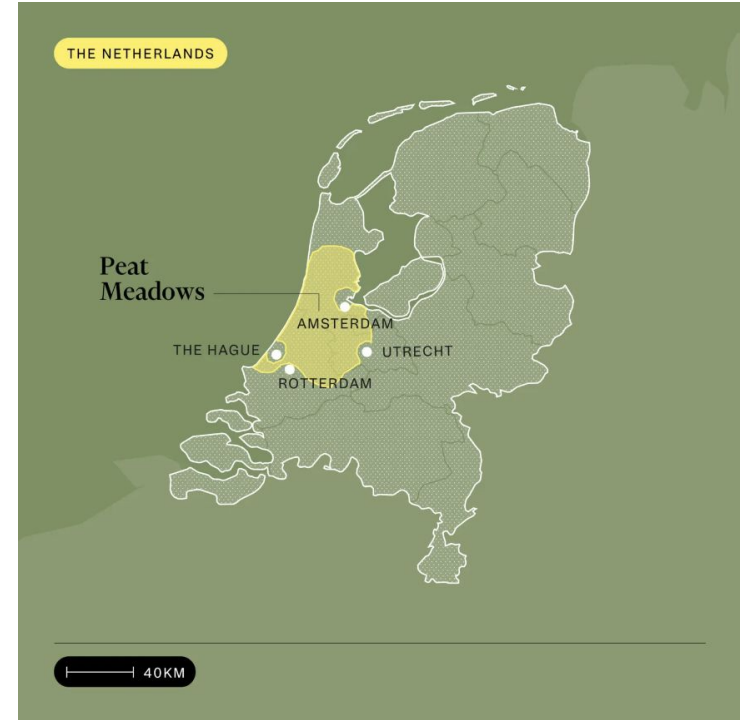 THE NETHERLANDS
Peat
Meadows
AMSTERDAM
THE HAGUE
UTRECHT
ROTTERDAM
40KM